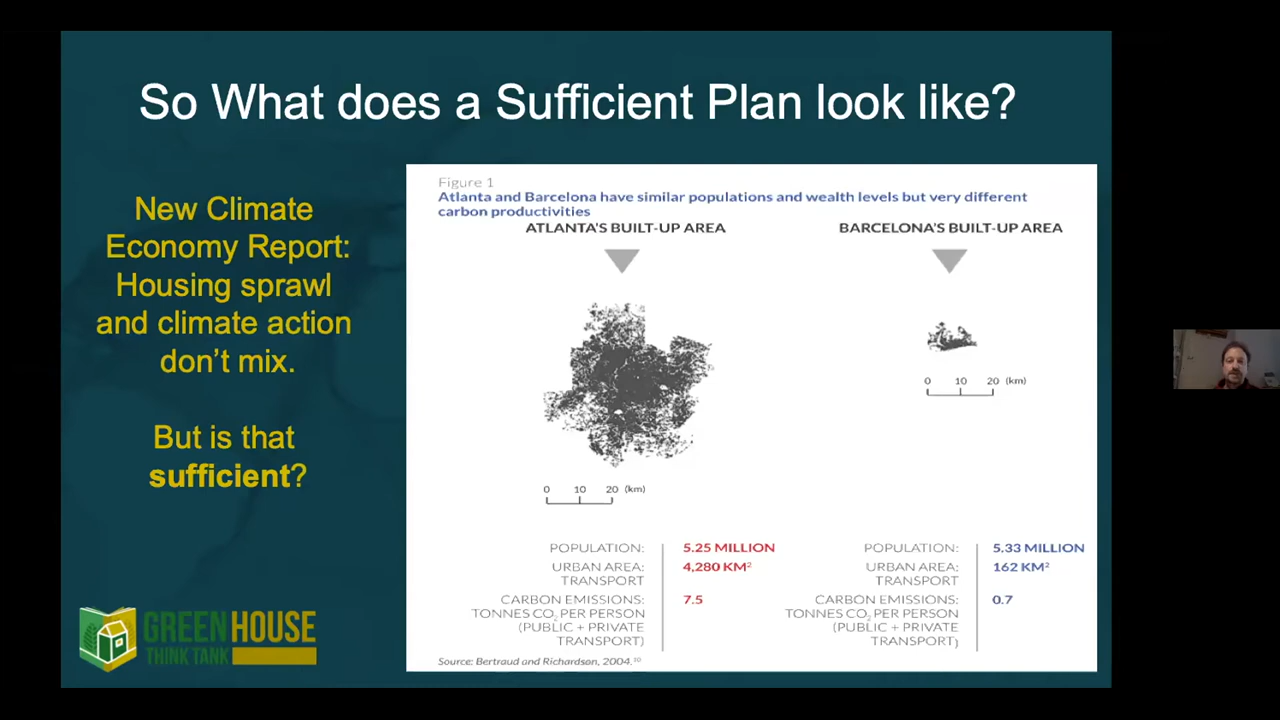 So What does a Sufficient Plan look like?
New Climate
Economy Report:
Housing sprawl
and climate action
don't mix.
But is that
sufficient?
GREEN HOUSE
THINK TANK
Figure 1
Atlanta and Barcelona have similar populations and wealth levels but very different
carbon productivities
ATLANTA'S BUILT-UP AREA
0 10 20 (km)
POPULATION: 5.25 MILLION
URBAN AREA: 4,280 KM²
TRANSPORT
CARBON EMISSIONS: 7.5
TONNES CO₂ PER PERSON
(PUBLIC + PRIVATE
TRANSPORT)
BARCELONA'S BUILT-UP AREA
0 10 20 (km)
POPULATION: 5.33 MILLION
URBAN AREA: 162 KM²
TRANSPORT
CARBON EMISSIONS: 0.7
TONNES CO₂ PER PERSON
(PUBLIC + PRIVATE
TRANSPORT)
Source: Bertraud and Richardson, 2004.¹⁰